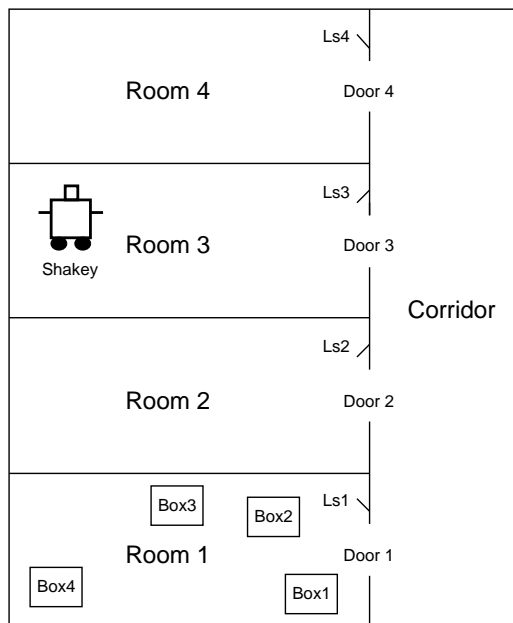 Ls4
Room 4
Door 4
Ls3
Room 3
Door 3
Shakey
Corridor
Ls2
Room 2
Door 2
Box3
Box2
Ls1
Room 1
Door 1
Box4
Box1